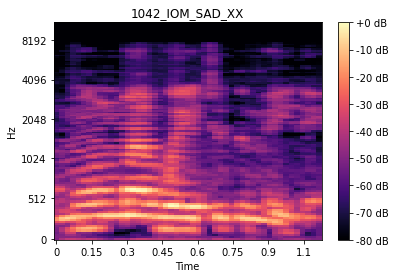 1042_IOM_SAD_XX
+0 dB
8192
-10 dB
4096
-20 dB
-30 dB
2048
Hz
-40 dB
1024
-50 dB
512
-60 dB
-70 dB
0
-80 dB
0 0.15 0.3 0.45 0.6 0.75 0.9 1.1
Time